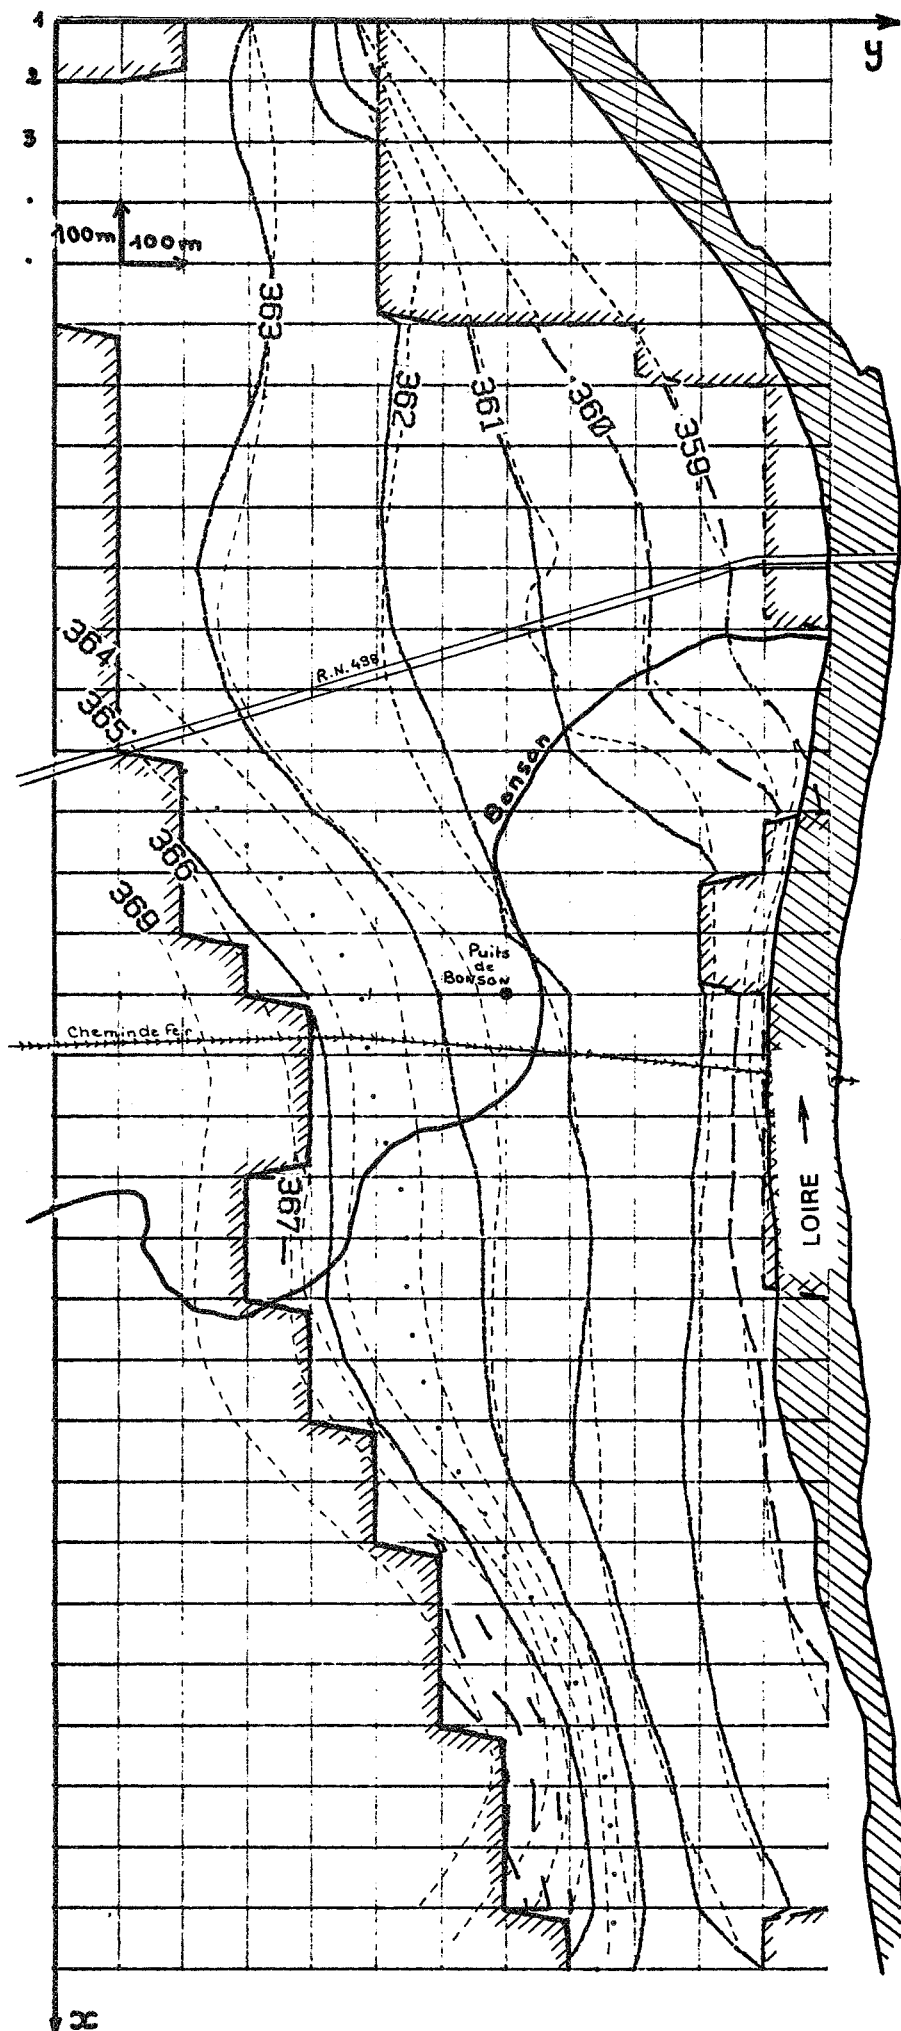 1
y
2
3
100m
100m
363
362
361
360
359
364
R.N. 498
365
Bonson
366
369
Puits
de
BONSON
Chemin de Fer
367
LOIRE
x